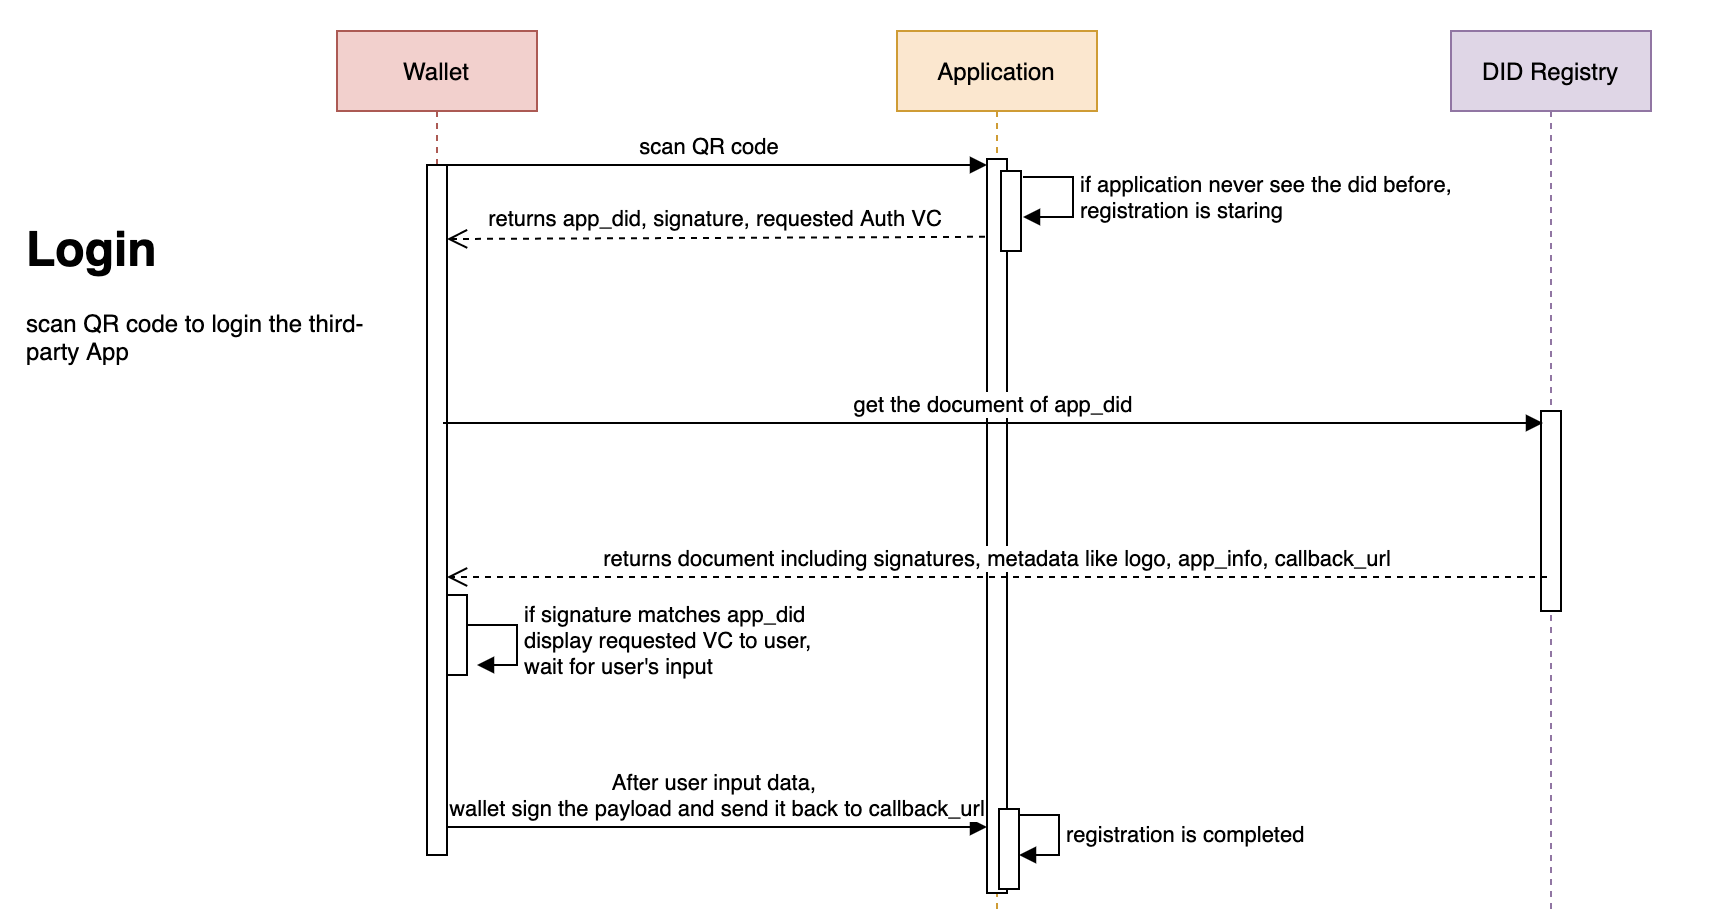 Wallet
Application
DID Registry
scan QR code
if application never see the did before,
registration is staring
returns app_did, signature, requested Auth VC
Login
scan QR code to login the third-
party App
get the document of app_did
returns document including signatures, metadata like logo, app_info, callback_url
if signature matches app_did
display requested VC to user,
wait for user's input
After user input data,
wallet sign the payload and send it back to callback_url
registration is completed